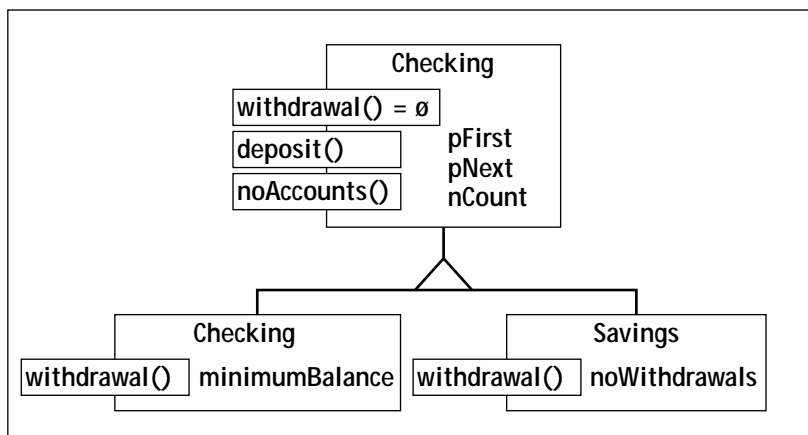 Checking
withdrawal() = ø
deposit()
noAccounts()
pFirst
pNext
nCount
Checking
withdrawal()
minimumBalance
Savings
withdrawal()
noWithdrawals